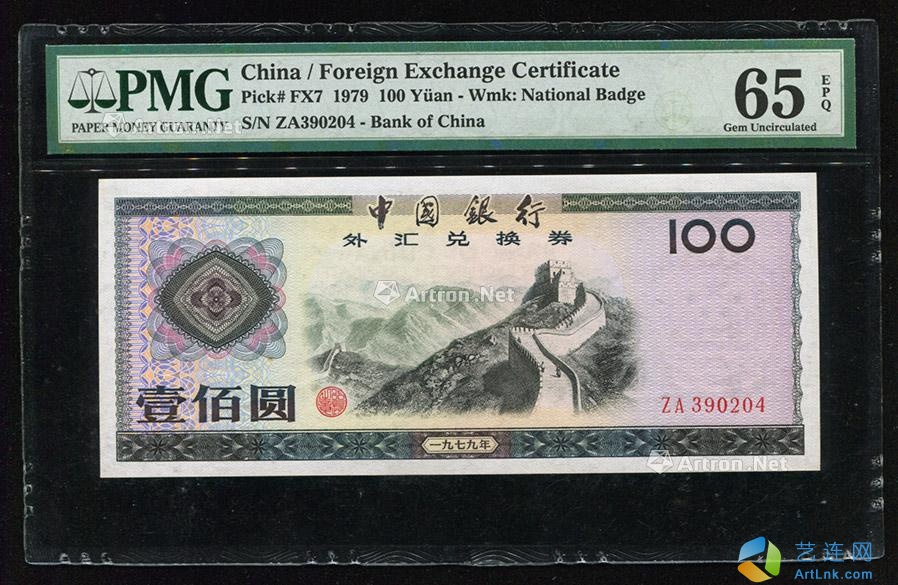 PMG
PAPER MONEY GUARANTY
China / Foreign Exchange Certificate
Pick# FX7 1979 100 Yüan - Wmk: National Badge
S/N ZA390204 - Bank of China
65
EPQ
Gem Uncirculated
中國銀行
外汇兑换券
100
Artron.Net
壹佰圆
ZA 390204
一九七九年
Artron.Net
艺连网
ArtLnk.com